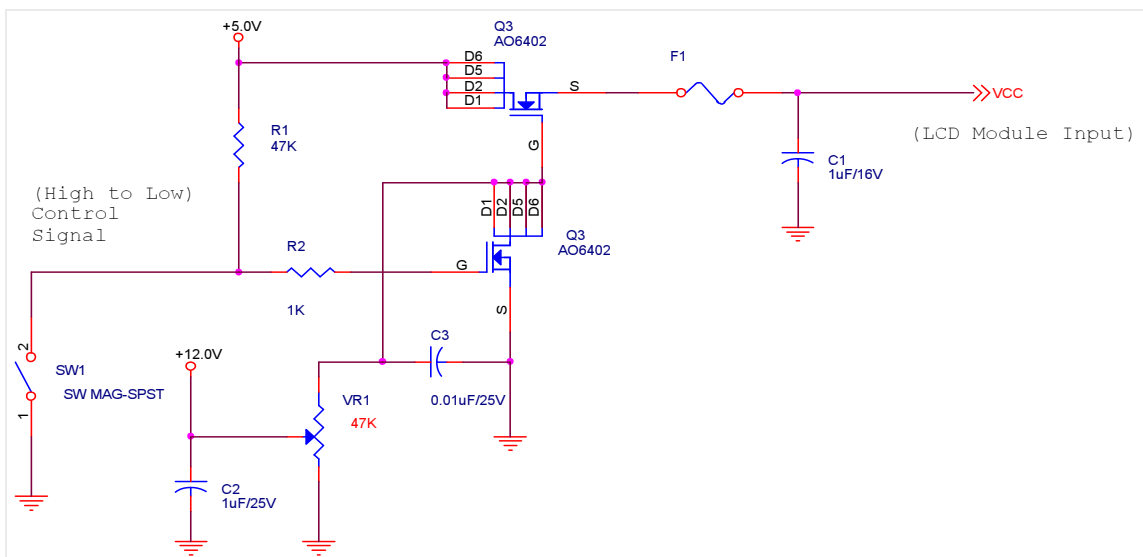 +5.0V
Q3
AO6402
D6
D5
D2
D1
S
G
F1
VCC
(LCD Module Input)
R1
47K
C1
1uF/16V
(High to Low)
Control
Signal
D1
D2
D5
D6
Q3
AO6402
R2
1K
G
S
C3
0.01uF/25V
2
SW1
SW MAG-SPST
1
+12.0V
VR1
47K
C2
1uF/25V